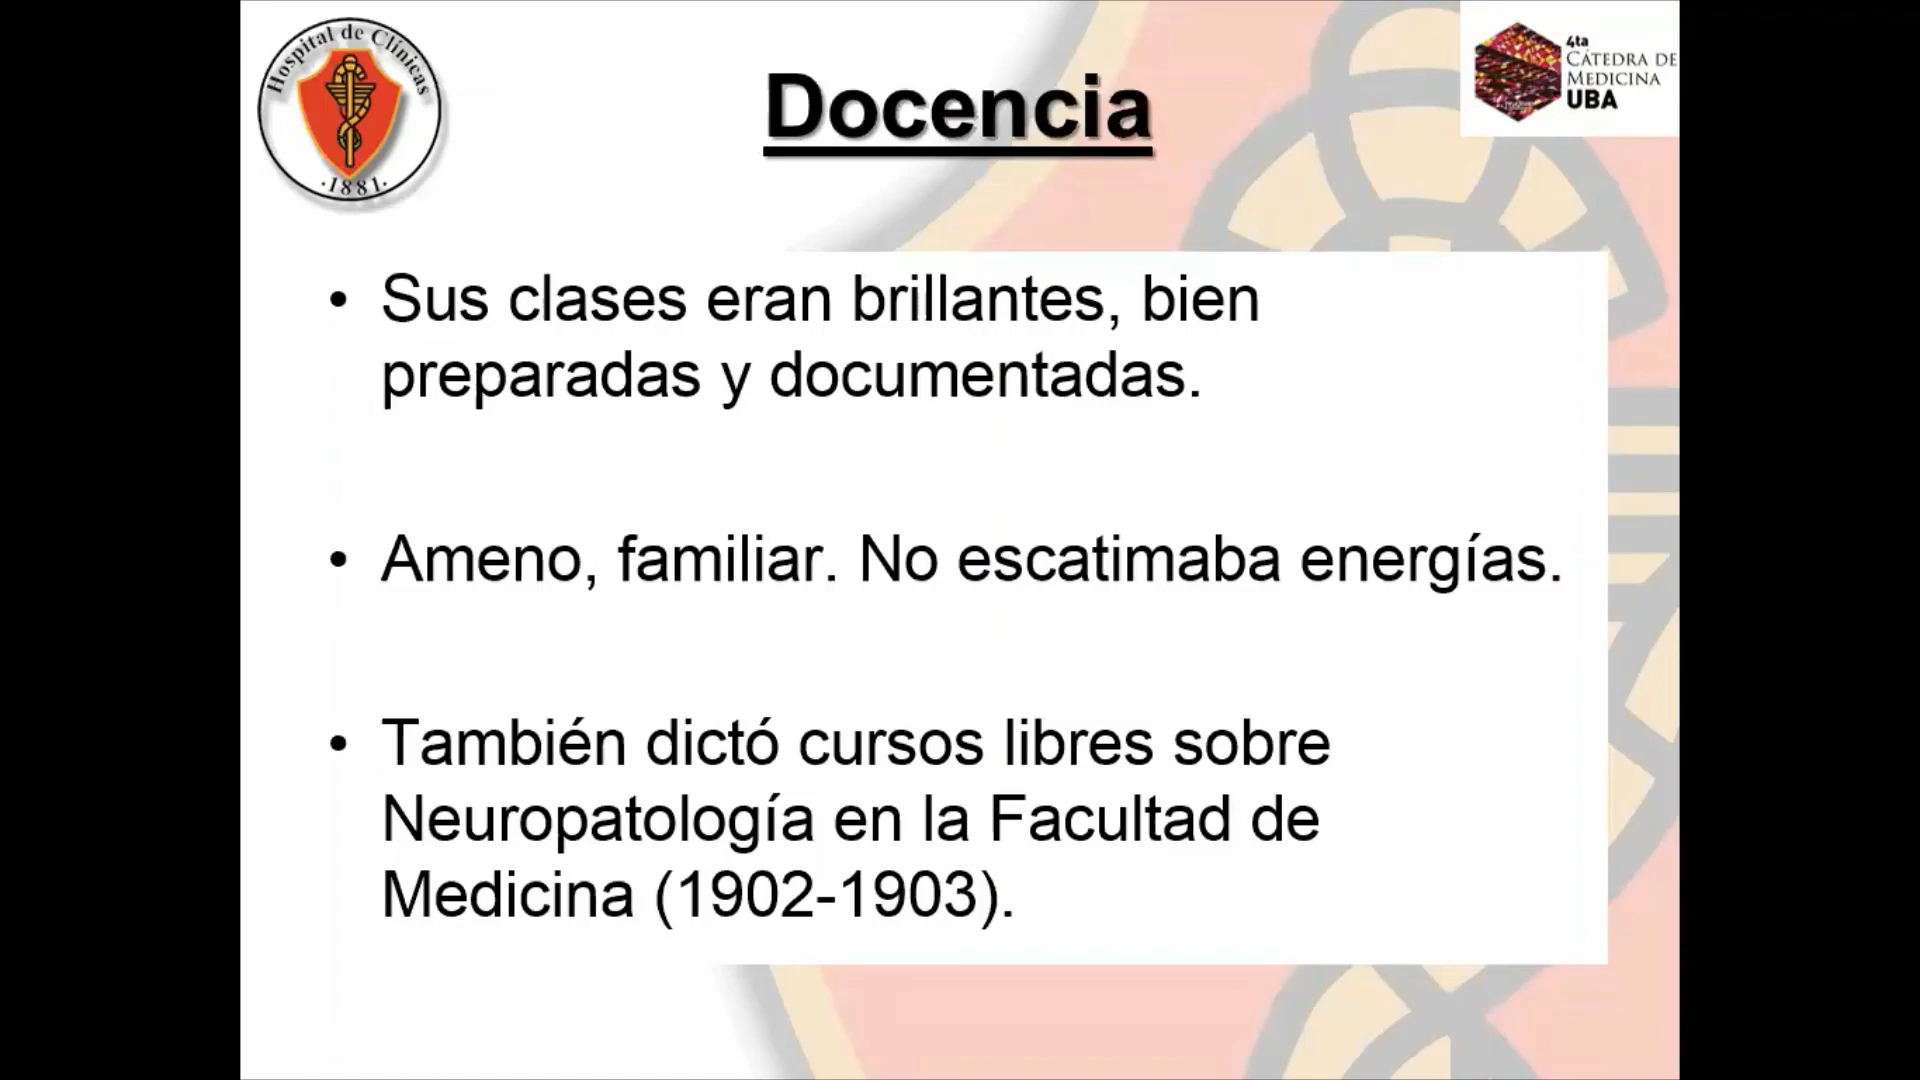 Hospital de Clínicas
·1881·
4ta
CÁTEDRA DE
MEDICINA
UBA
Docencia
• Sus clases eran brillantes, bien
preparadas y documentadas.
• Ameno, familiar. No escatimaba energías.
• También dictó cursos libres sobre
Neuropatología en la Facultad de
Medicina (1902-1903).